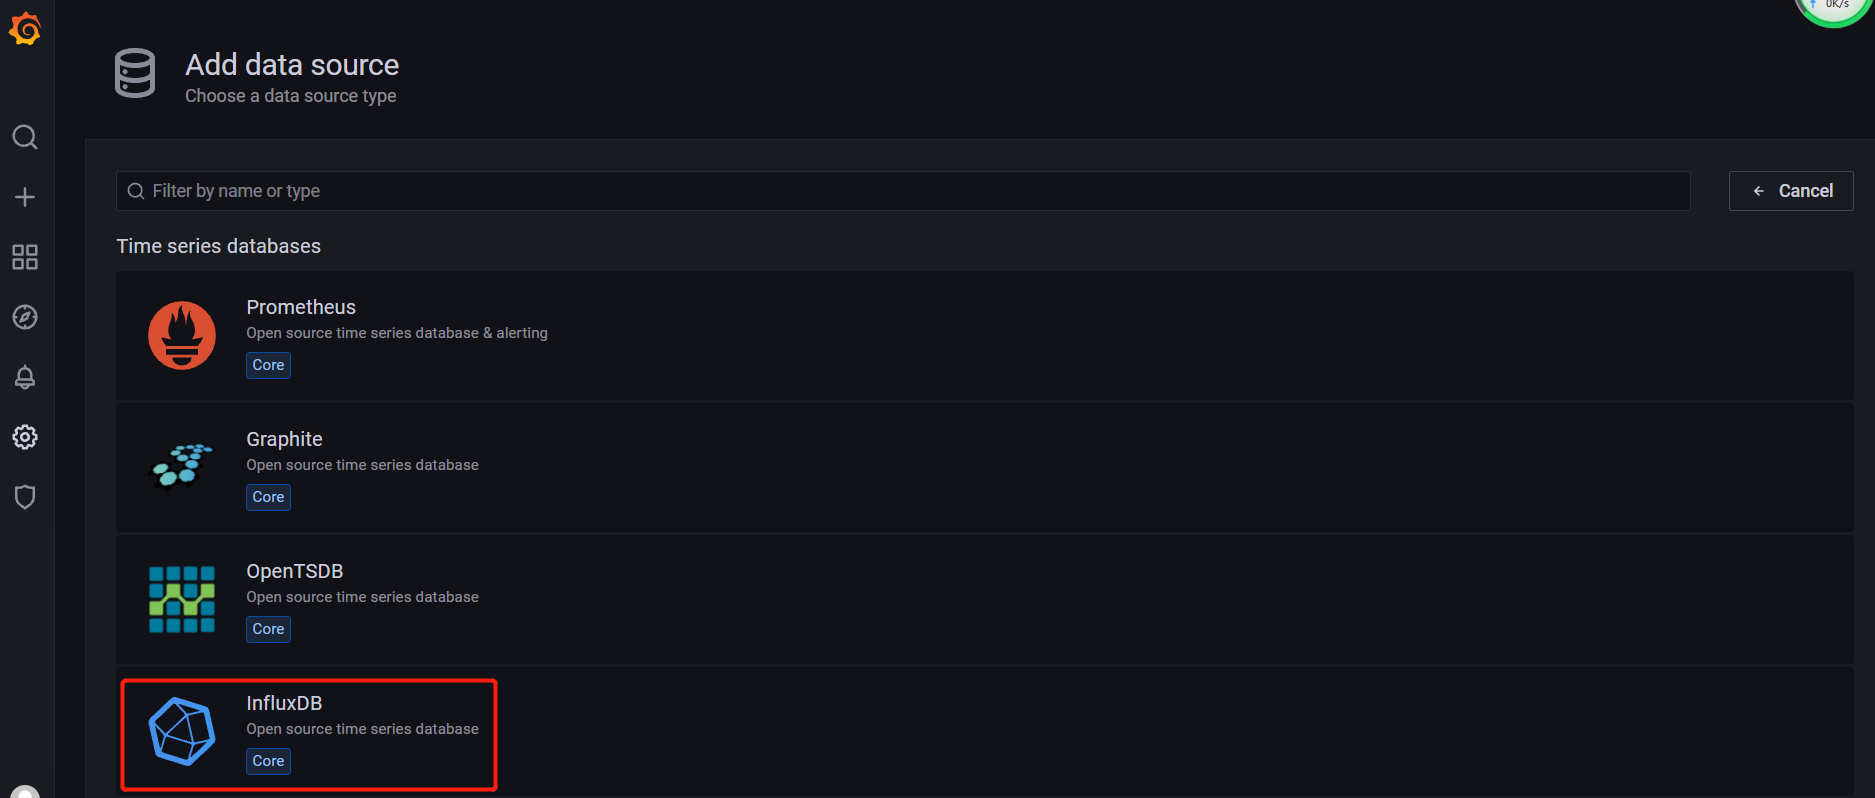 0K/s
Add data source
Choose a data source type
Filter by name or type
Cancel
Time series databases
Prometheus
Open source time series database & alerting
Core
Graphite
Open source time series database
Core
OpenTSDB
Open source time series database
Core
InfluxDB
Open source time series database
Core